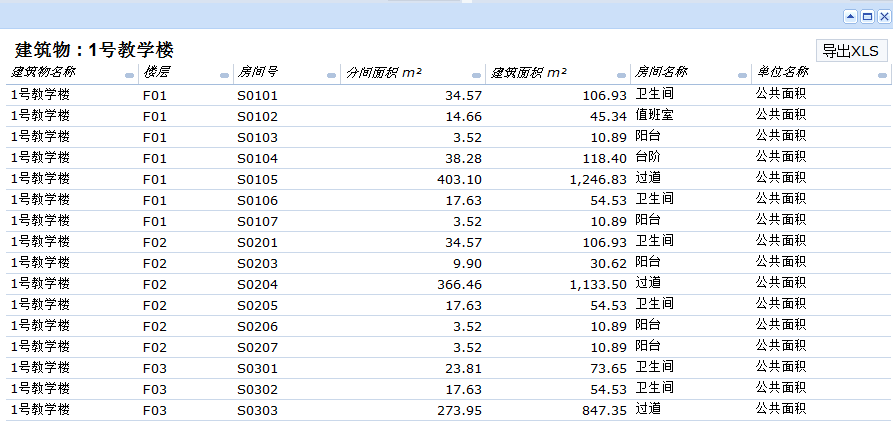 建筑物：1号教学楼
导出XLS
建筑物名称 楼层 房间号 分间面积 m² 建筑面积 m² 房间名称 单位名称
1号教学楼 F01 S0101 34.57 106.93 卫生间 公共面积
1号教学楼 F01 S0102 14.66 45.34 值班室 公共面积
1号教学楼 F01 S0103 3.52 10.89 阳台 公共面积
1号教学楼 F01 S0104 38.28 118.40 台阶 公共面积
1号教学楼 F01 S0105 403.10 1,246.83 过道 公共面积
1号教学楼 F01 S0106 17.63 54.53 卫生间 公共面积
1号教学楼 F01 S0107 3.52 10.89 阳台 公共面积
1号教学楼 F02 S0201 34.57 106.93 卫生间 公共面积
1号教学楼 F02 S0203 9.90 30.62 阳台 公共面积
1号教学楼 F02 S0204 366.46 1,133.50 过道 公共面积
1号教学楼 F02 S0205 17.63 54.53 卫生间 公共面积
1号教学楼 F02 S0206 3.52 10.89 阳台 公共面积
1号教学楼 F02 S0207 3.52 10.89 阳台 公共面积
1号教学楼 F03 S0301 23.81 73.65 卫生间 公共面积
1号教学楼 F03 S0302 17.63 54.53 卫生间 公共面积
1号教学楼 F03 S0303 273.95 847.35 过道 公共面积